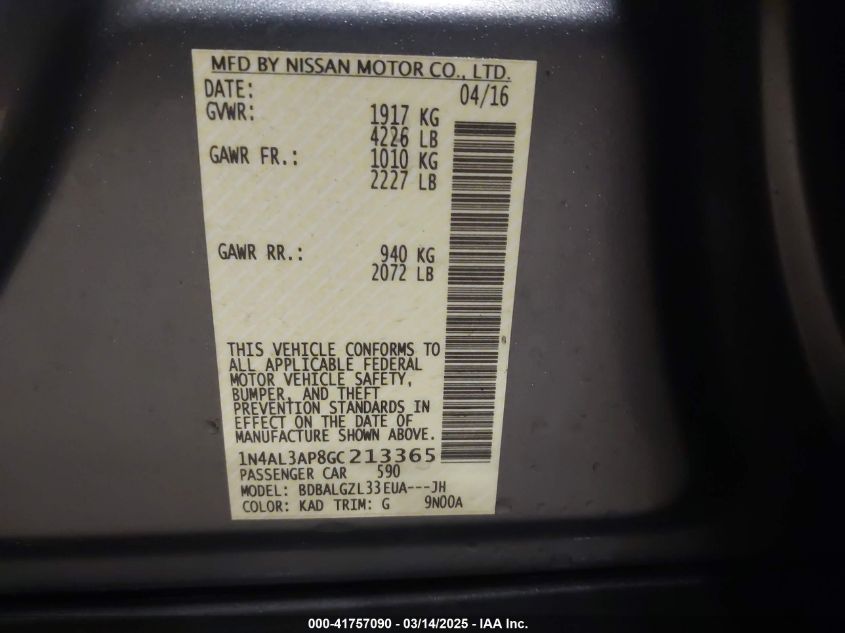 MFD BY NISSAN MOTOR CO., LTD.
DATE: 04/16
GVWR: 1917 KG
4226 LB
GAWR FR.: 1010 KG
2227 LB
GAWR RR.: 940 KG
2072 LB
THIS VEHICLE CONFORMS TO
ALL APPLICABLE FEDERAL
MOTOR VEHICLE SAFETY,
BUMPER, AND THEFT
PREVENTION STANDARDS IN
EFFECT ON THE DATE OF
MANUFACTURE SHOWN ABOVE.
1N4AL3AP8GC213365
PASSENGER CAR 590
MODEL: BDBALGZL33EUA---JH
COLOR: KAD TRIM: G 9N00A
000-41757090 - 03/14/2025 - IAA Inc.